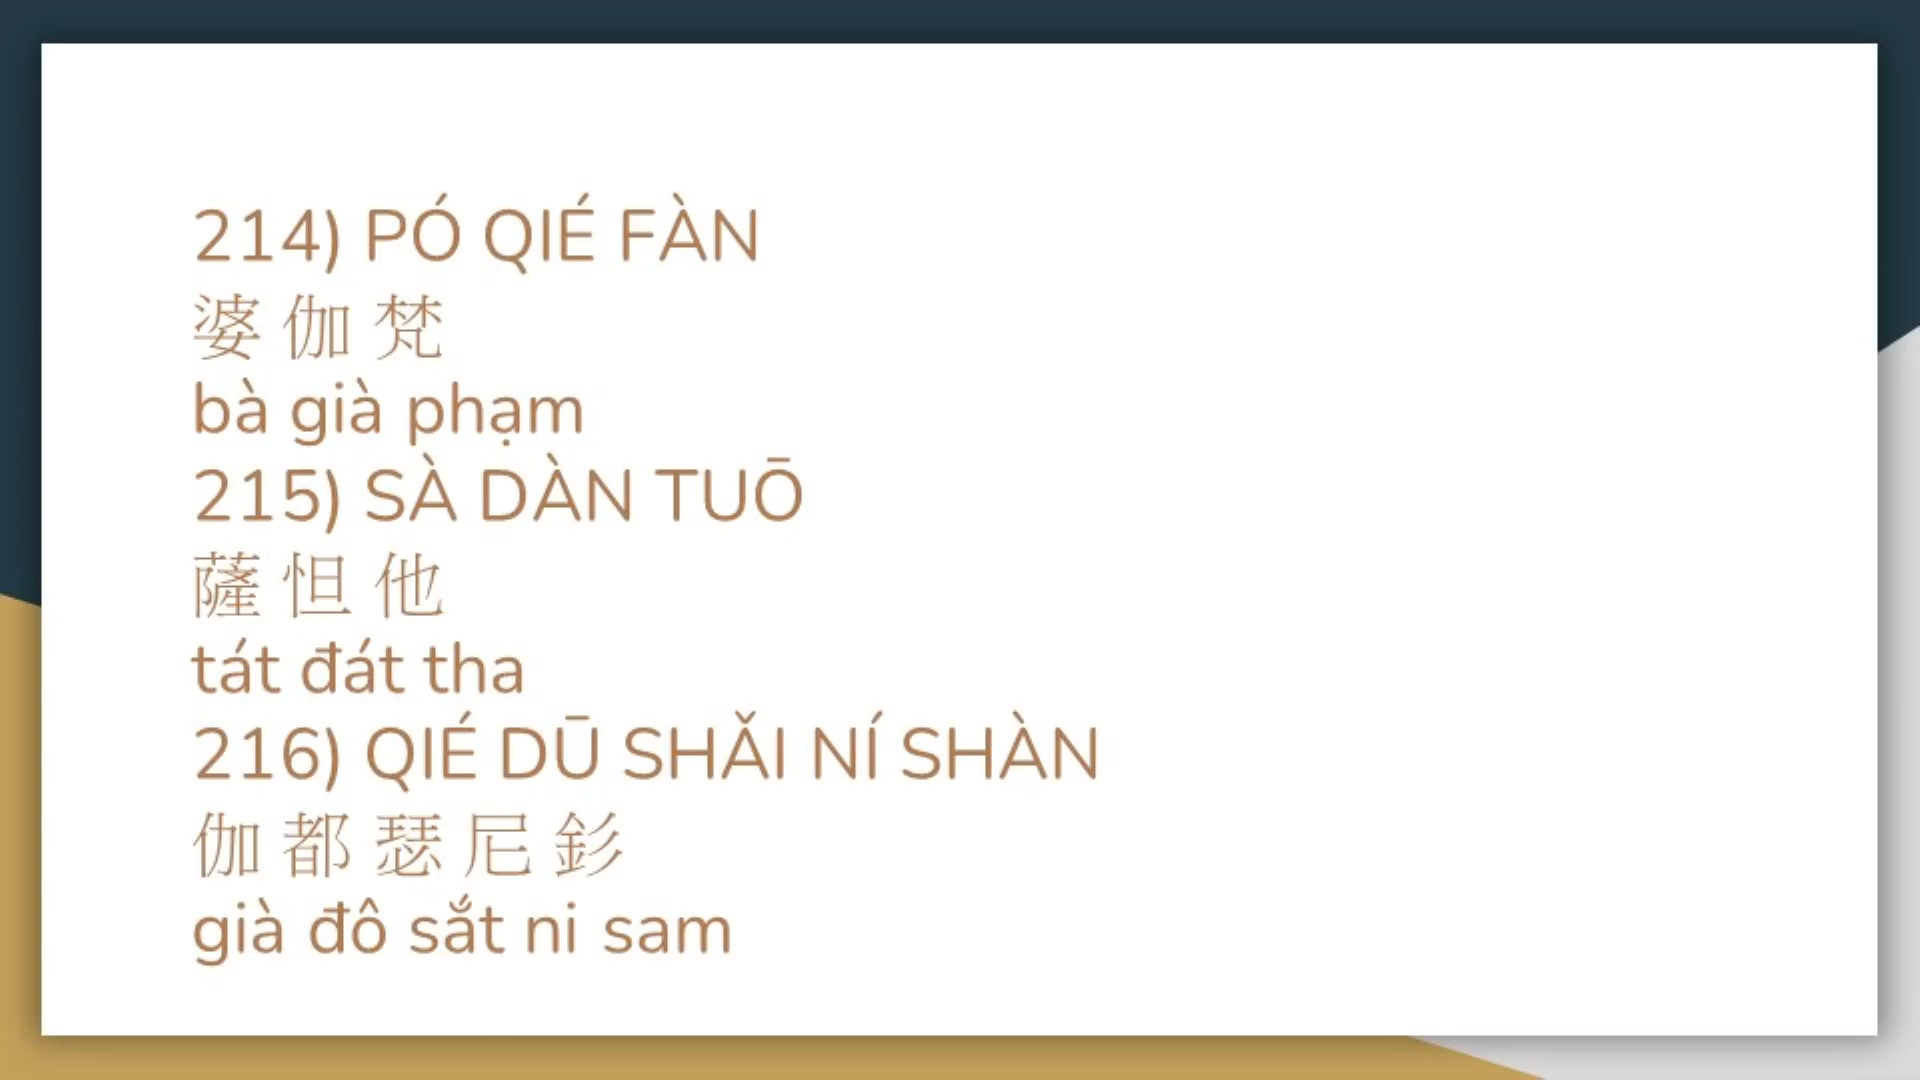 214) PÓ QIÉ FÀN
婆 伽 梵
bà già phạm
215) SÀ DÀN TUŌ
薩 怛 他
tát đát tha
216) QIÉ DŪ SHǍI NÍ SHÀN
伽 都 瑟 尼 釤
già đô sắt ni sam